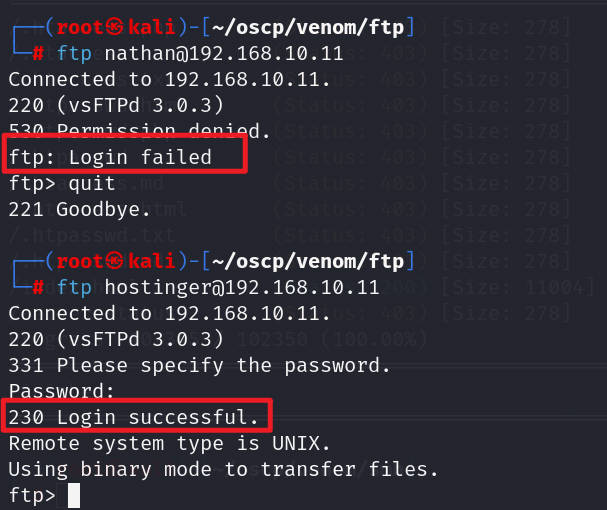 ┌──(root㉿kali)-[~/oscp/venom/ftp]
└─# ftp nathan@192.168.10.11
Connected to 192.168.10.11.
220 (vsFTPd 3.0.3)
530 Permission denied.
ftp: Login failed
ftp> quit
221 Goodbye.
┌──(root㉿kali)-[~/oscp/venom/ftp]
└─# ftp hostinger@192.168.10.11
Connected to 192.168.10.11.
220 (vsFTPd 3.0.3)
331 Please specify the password.
Password:
230 Login successful.
Remote system type is UNIX.
Using binary mode to transfer files.
ftp>